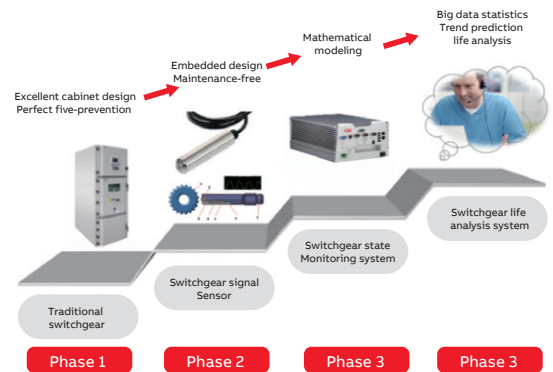 Big data statistics
Trend prediction
life analysis
Mathematical
modeling
Embedded design
Maintenance-free
Excellent cabinet design
Perfect five-prevention
Switchgear life
analysis system
Switchgear state
Monitoring system
Switchgear signal
Sensor
Traditional
switchgear
Phase 1
Phase 2
Phase 3
Phase 3